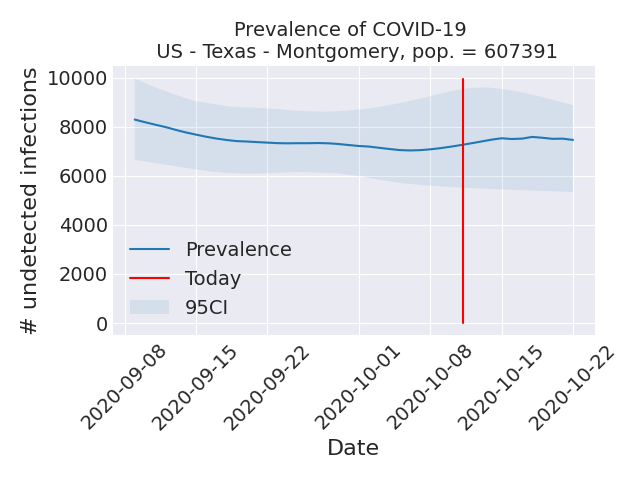 Prevalence of COVID-19
US - Texas - Montgomery, pop. = 607391
# undetected infections
10000
8000
6000
4000
2000
0
Prevalence
Today
95CI
2020-09-08
2020-09-15
2020-09-22
2020-10-01
2020-10-08
2020-10-15
2020-10-22
Date